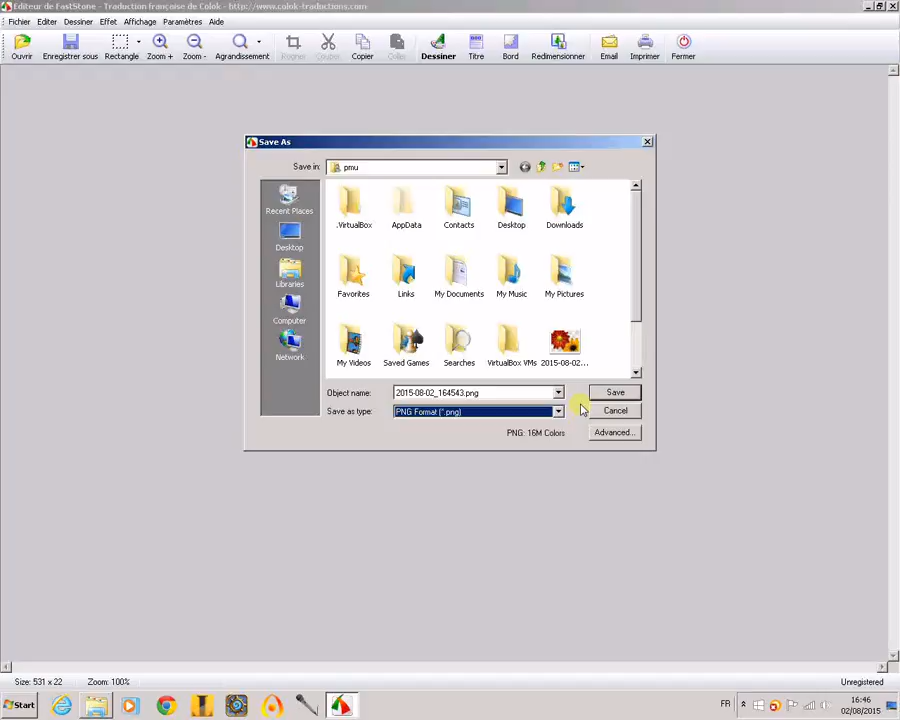 Editeur de FastStone - Traduction française de Colok - http://www.colok-traductions.com
Fichier Editer Dessiner Effet Affichage Paramètres Aide
Ouvrir Enregistrer sous Rectangle Zoom + Zoom - Agrandissement Rogner Couper Copier Coller Dessiner Titre Bord Redimensionner Email Imprimer Fermer
Save As
Save in: pmu
Recent Places
Desktop
Libraries
Computer
Network
.VirtualBox AppData Contacts Desktop Downloads
Favorites Links My Documents My Music My Pictures
My Videos Saved Games Searches VirtualBox VMs 2015-08-02...
Object name: 2015-08-02_164543.png Save
Save as type: PNG Format (*.png) Cancel
PNG: 16M Colors Advanced...
Size: 531 x 22 Zoom: 100% Unregistered
Start FR 16:46
02/08/2015